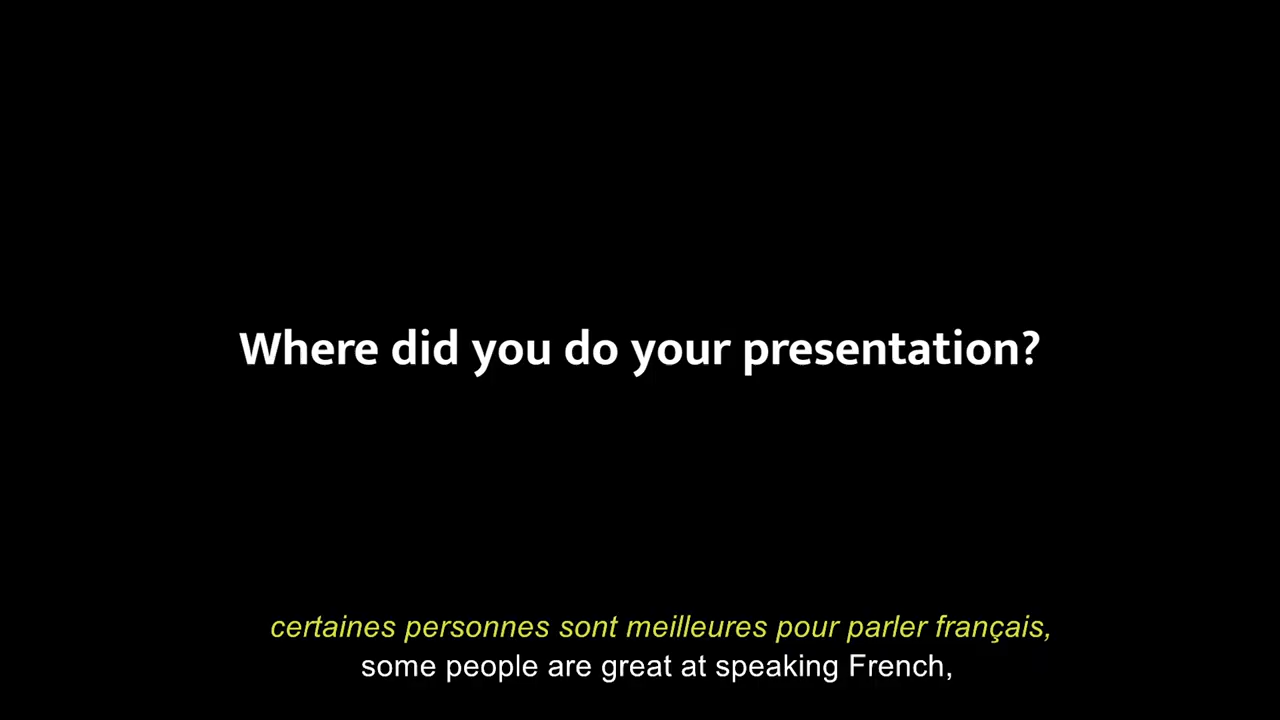 Where did you do your presentation?
certaines personnes sont meilleures pour parler français,
some people are great at speaking French,